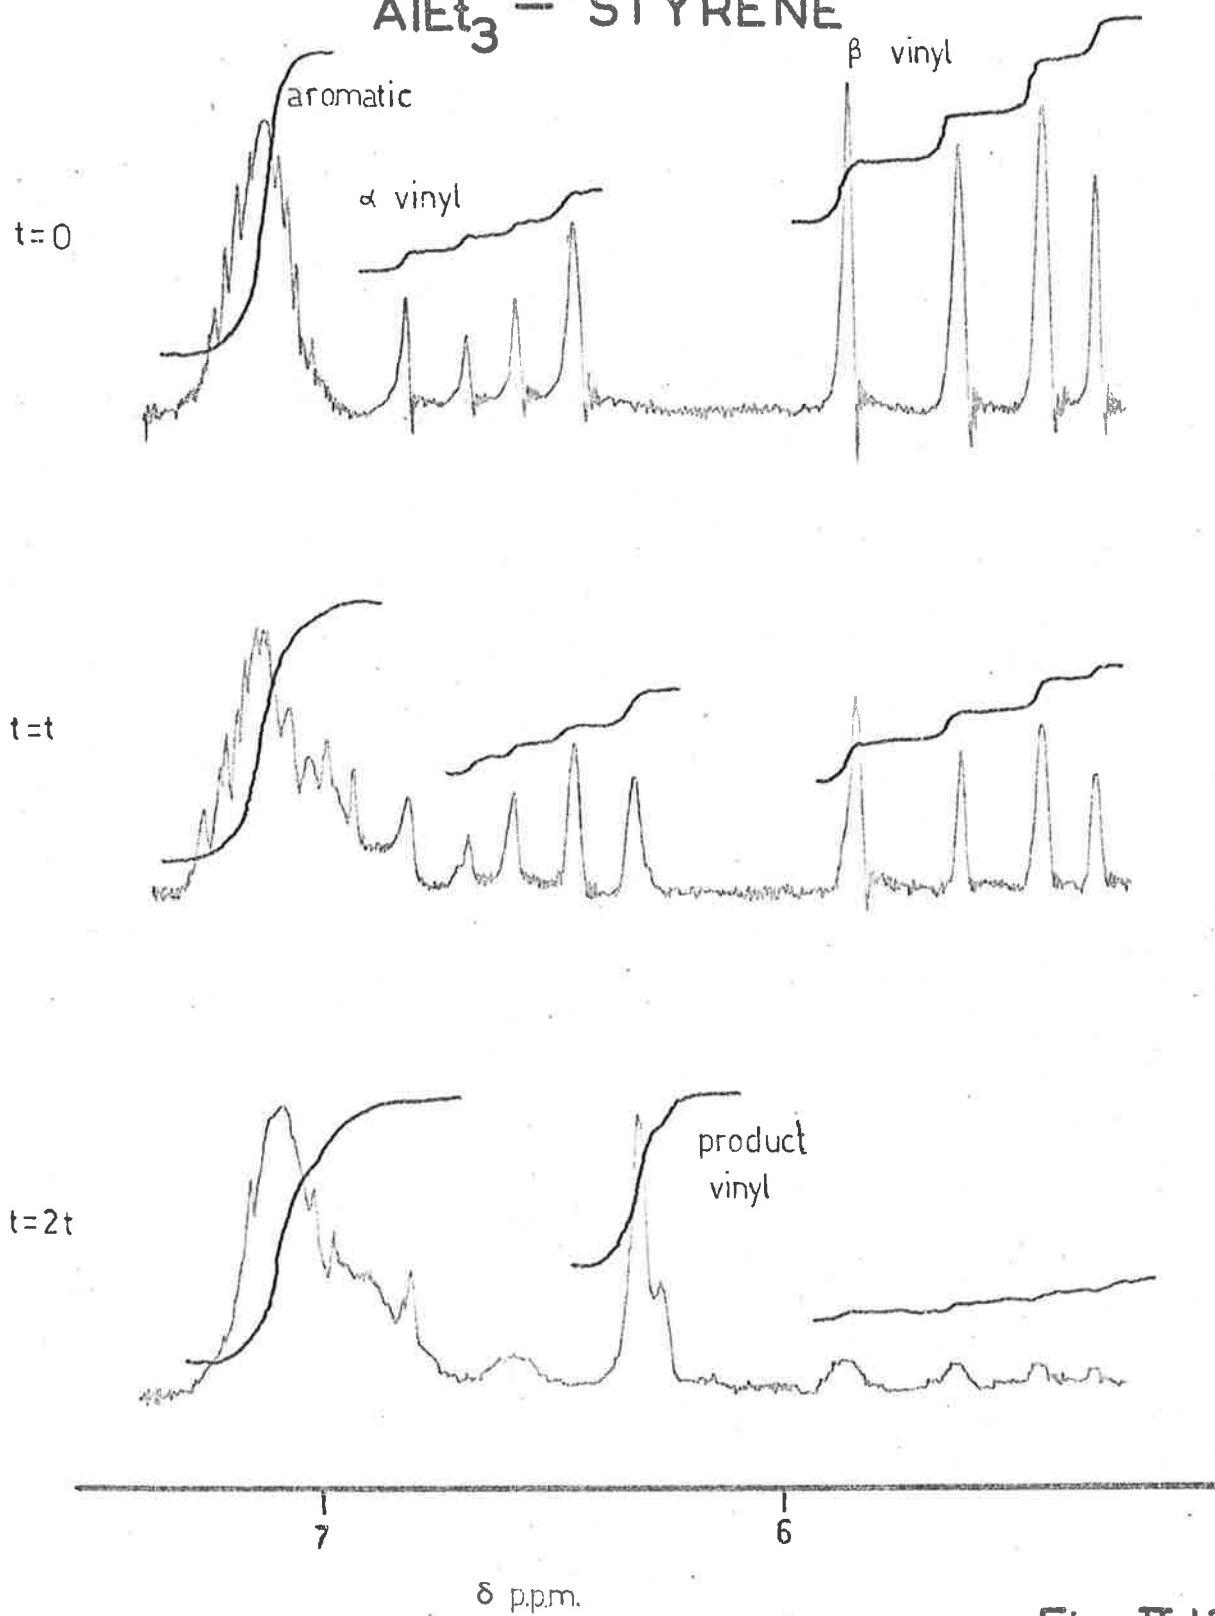 AlEt₃ — STYRENE
β vinyl
aromatic
α vinyl
t=0
t=t
product
vinyl
t=2t
7
6
δ p.p.m.